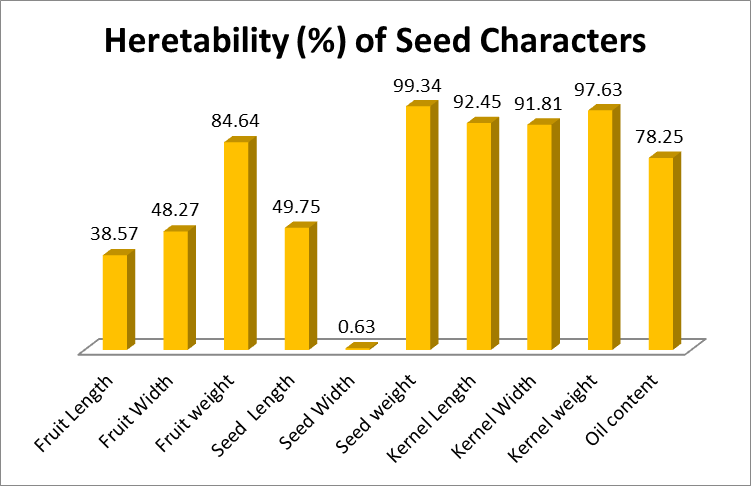 Heretability (%) of Seed Characters
99.34
97.63
92.45
91.81
84.64
78.25
49.75
48.27
38.57
0.63
Fruit Length
Fruit Width
Fruit weight
Seed  Length
Seed Width
Seed weight
Kernel Length
Kernel Width
Kernel weight
Oil content